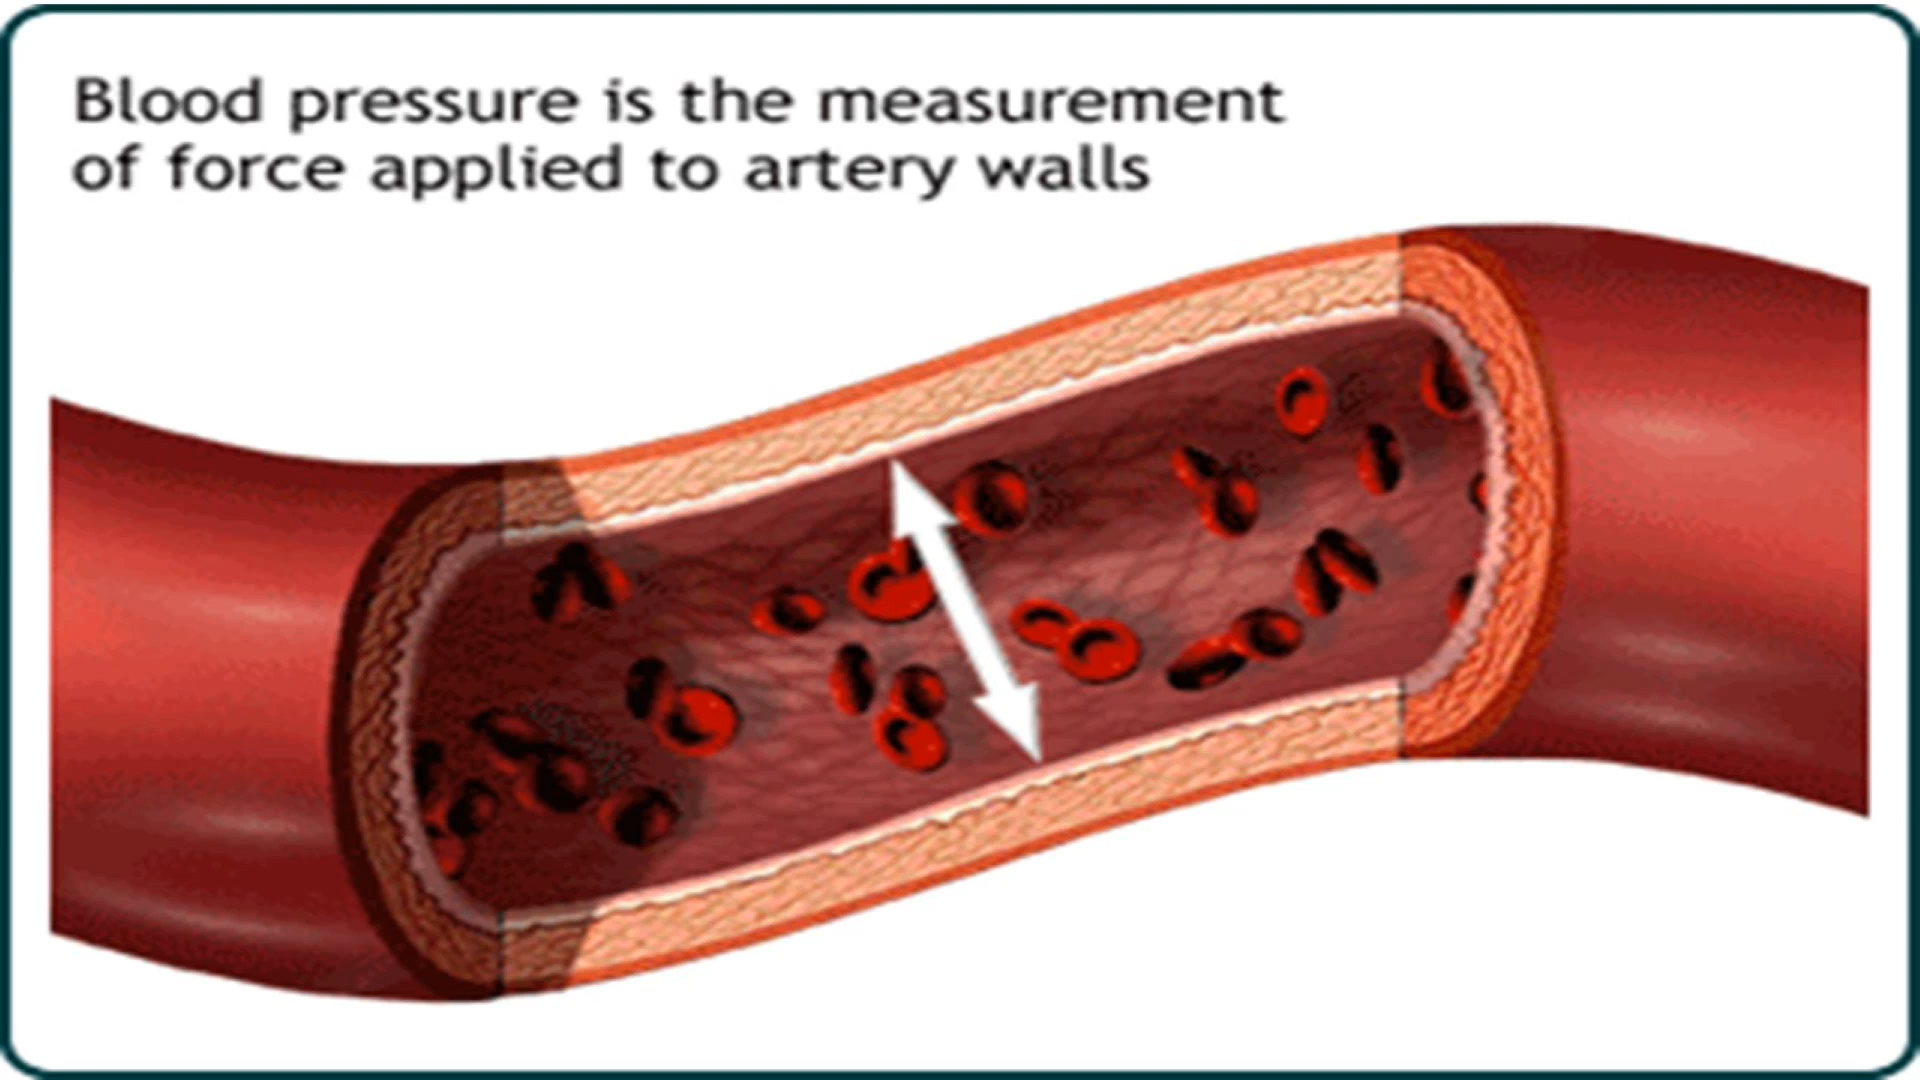 Blood pressure is the measurement
of force applied to artery walls